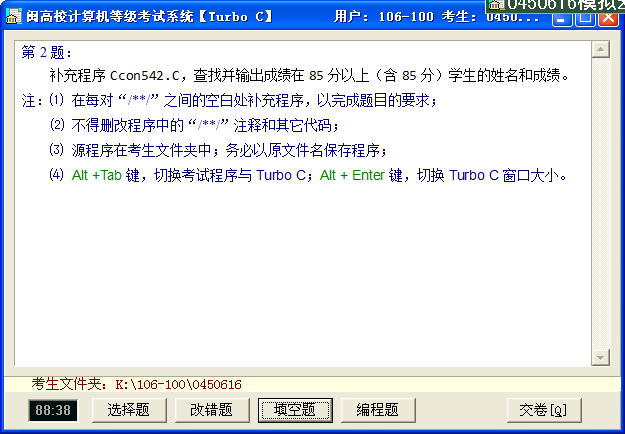 0450616模拟
闽高校计算机等级考试系统【Turbo C】 用户: 106-100 考生: 0450...
第 2 题:
补充程序 Ccon542.C，查找并输出成绩在 85 分以上（含 85 分）学生的姓名和成绩。
注: ⑴ 在每对“/**/”之间的空白处补充程序，以完成题目的要求;
⑵ 不得删改程序中的“/**/”注释和其它代码;
⑶ 源程序在考生文件夹中; 务必以原文件名保存程序;
⑷ Alt +Tab 键，切换考试程序与 Turbo C; Alt + Enter 键，切换 Turbo C 窗口大小。
考生文件夹: K:\106-100\0450616
88:38 选择题 改错题 填空题 编程题 交卷[Q]